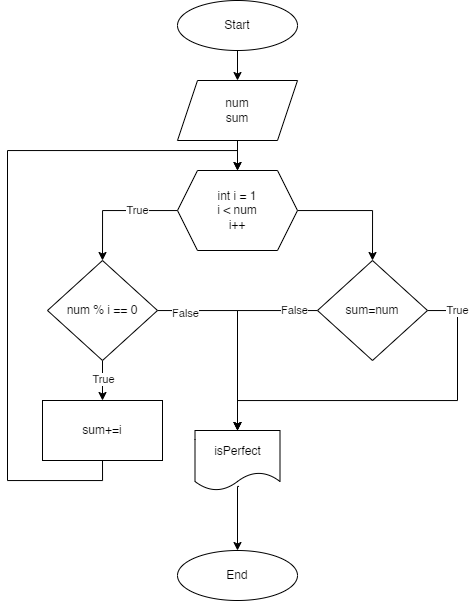 Start
num
sum
int i = 1
i < num
i++
True
num % i == 0
sum=num
False
False
True
True
sum+=i
isPerfect
End